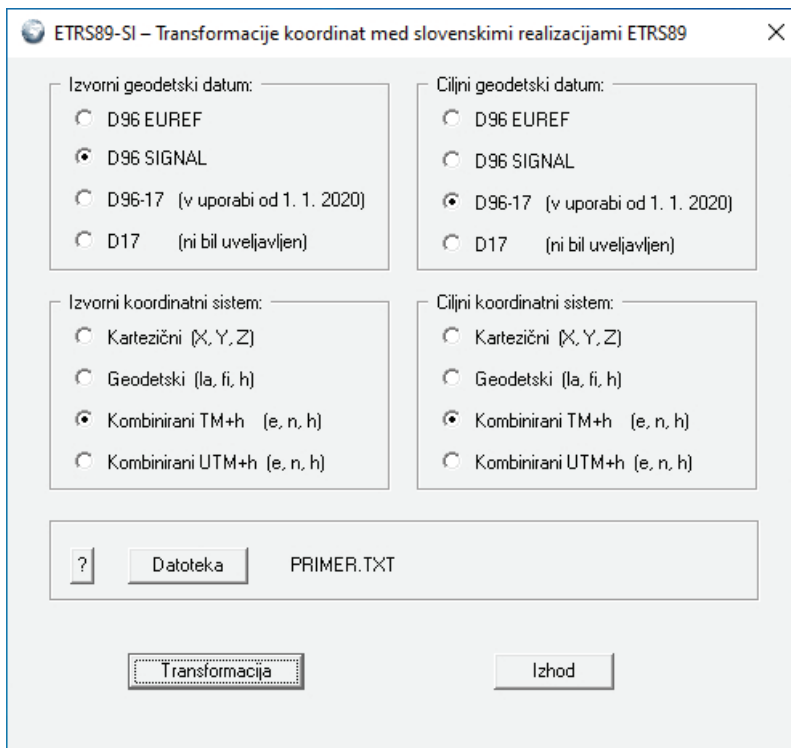 ETRS89-SI – Transformacije koordinat med slovenskimi realizacijami ETRS89
Izvorni geodetski datum:
D96 EUREF
D96 SIGNAL
D96-17 (v uporabi od 1. 1. 2020)
D17 (ni bil uveljavljen)
Ciljni geodetski datum:
D96 EUREF
D96 SIGNAL
D96-17 (v uporabi od 1. 1. 2020)
D17 (ni bil uveljavljen)
Izvorni koordinatni sistem:
Kartezični (X, Y, Z)
Geodetski (la, fi, h)
Kombinirani TM+h (e, n, h)
Kombinirani UTM+h (e, n, h)
Ciljni koordinatni sistem:
Kartezični (X, Y, Z)
Geodetski (la, fi, h)
Kombinirani TM+h (e, n, h)
Kombinirani UTM+h (e, n, h)
? Datoteka PRIMER.TXT
Transformacija Izhod